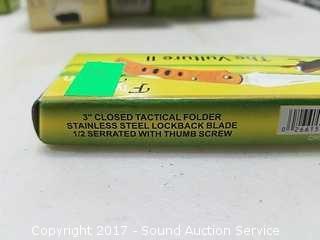 The Vulture II
3" CLOSED TACTICAL FOLDER
STAINLESS STEEL LOCKBACK BLADE
1/2 SERRATED WITH THUMB SCREW
Copyright 2017 - Sound Auction Service